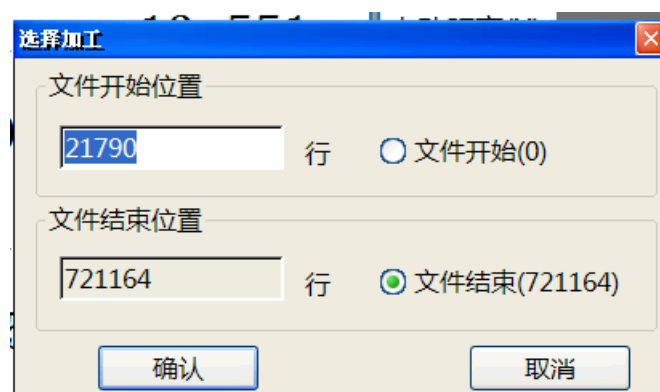 选择加工
文件开始位置
21790 行 文件开始(0)
文件结束位置
721164 行 文件结束(721164)
确认 取消